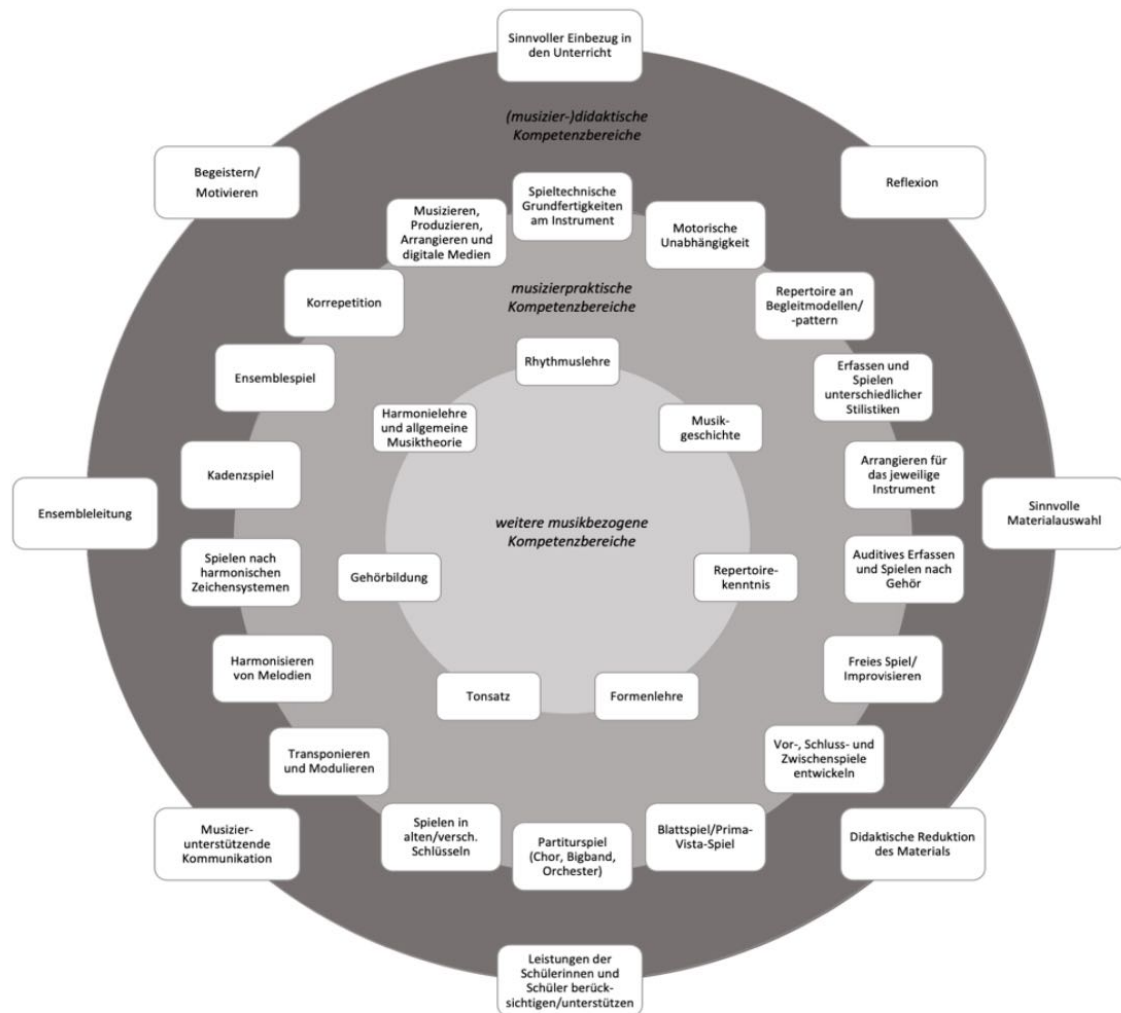 Sinnvoller Einbezug in
den Unterricht
(musizier-)didaktische
Kompetenzbereiche
Begeistern/
Motivieren
Reflexion
Spieltechnische
Grundfertigkeiten
am Instrument
Musizieren,
Produzieren,
Arrangieren und
digitale Medien
Motorische
Unabhängigkeit
musizierpraktische
Kompetenzbereiche
Korrepetition
Repertoire an
Begleitmodellen/
-pattern
Rhythmuslehre
Ensemblespiel
Erfassen und
Spielen
unterschiedlicher
Stilistiken
Harmonielehre
und allgemeine
Musiktheorie
Musik-
geschichte
Kadenzspiel
Arrangieren für
das jeweilige
Instrument
Ensembleleitung
Sinnvolle
Materialauswahl
weitere musikbezogene
Kompetenzbereiche
Spielen nach
harmonischen
Zeichensystemen
Gehörbildung
Repertoire-
kenntnis
Auditives Erfassen
und Spielen nach
Gehör
Harmonisieren
von Melodien
Freies Spiel/
Improvisieren
Tonsatz
Formenlehre
Transponieren
und Modulieren
Vor-, Schluss- und
Zwischenspiele
entwickeln
Musizier-
unterstützende
Kommunikation
Spielen in
alten/versch.
Schlüsseln
Partiturspiel
(Chor, Bigband,
Orchester)
Blattspiel/Prima-
Vista-Spiel
Didaktische Reduktion
des Materials
Leistungen der
Schülerinnen und
Schüler berück-
sichtigen/unterstützen